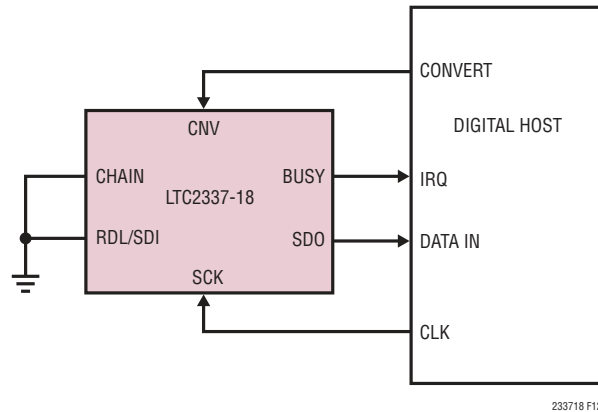 CONVERT
CNV
DIGITAL HOST
CHAIN
BUSY
IRQ
LTC2337-18
RDL/SDI
SDO
DATA IN
SCK
CLK